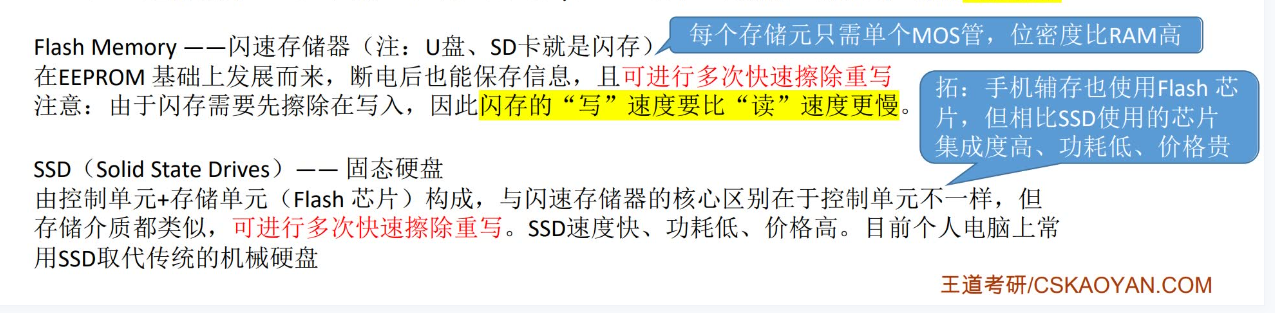 Flash Memory ——闪速存储器（注：U盘、SD卡就是闪存）
每个存储元只需单个MOS管，位密度比RAM高
在EEPROM 基础上发展而来，断电后也能保存信息，且可进行多次快速擦除重写
注意：由于闪存需要先擦除在写入，因此闪存的“写”速度要比“读”速度更慢。
拓：手机辅存也使用Flash 芯
片，但相比SSD使用的芯片
集成度高、功耗低、价格贵
SSD（Solid State Drives）—— 固态硬盘
由控制单元+存储单元（Flash 芯片）构成，与闪速存储器的核心区别在于控制单元不一样，但
存储介质都类似，可进行多次快速擦除重写。SSD速度快、功耗低、价格高。目前个人电脑上常
用SSD取代传统的机械硬盘
王道考研/CSKAOYAN.COM